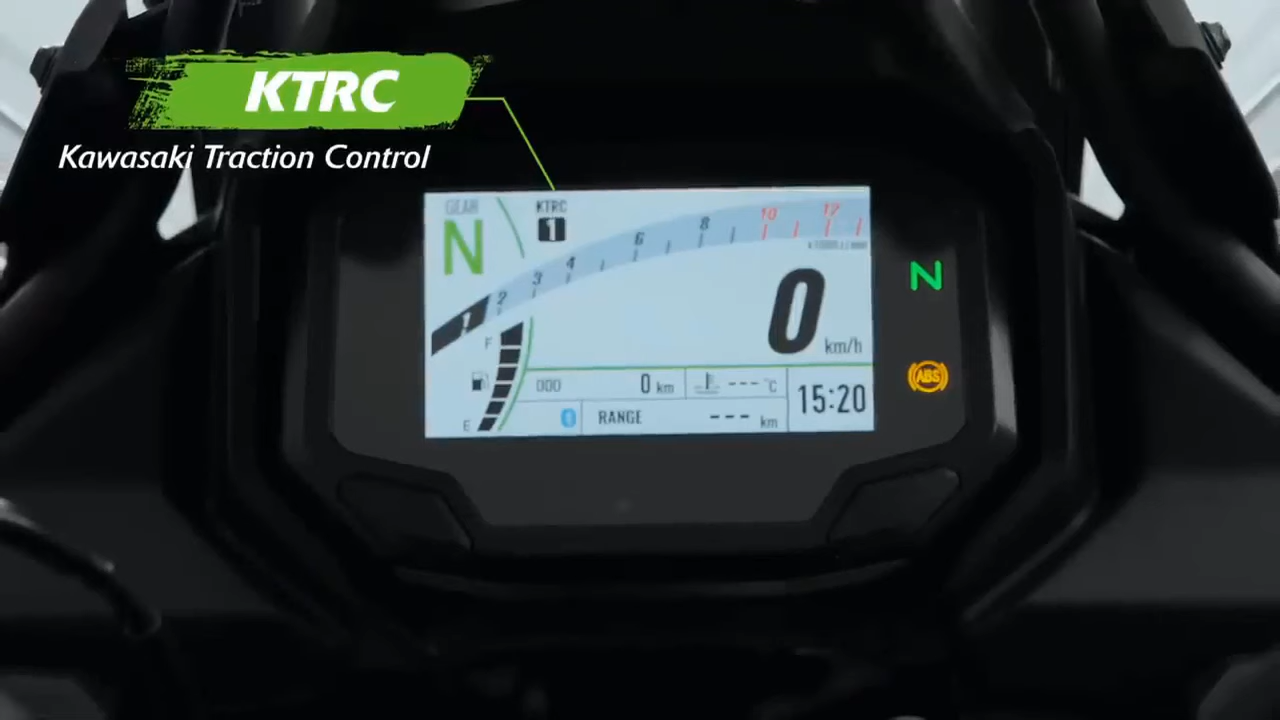 KTRC
Kawasaki Traction Control
GEAR
N
KTRC
1
1 2 3 4 6 8 10 12
0
km/h
N
ABS
F
E
0 km
--- °C
15:20
RANGE
--- km